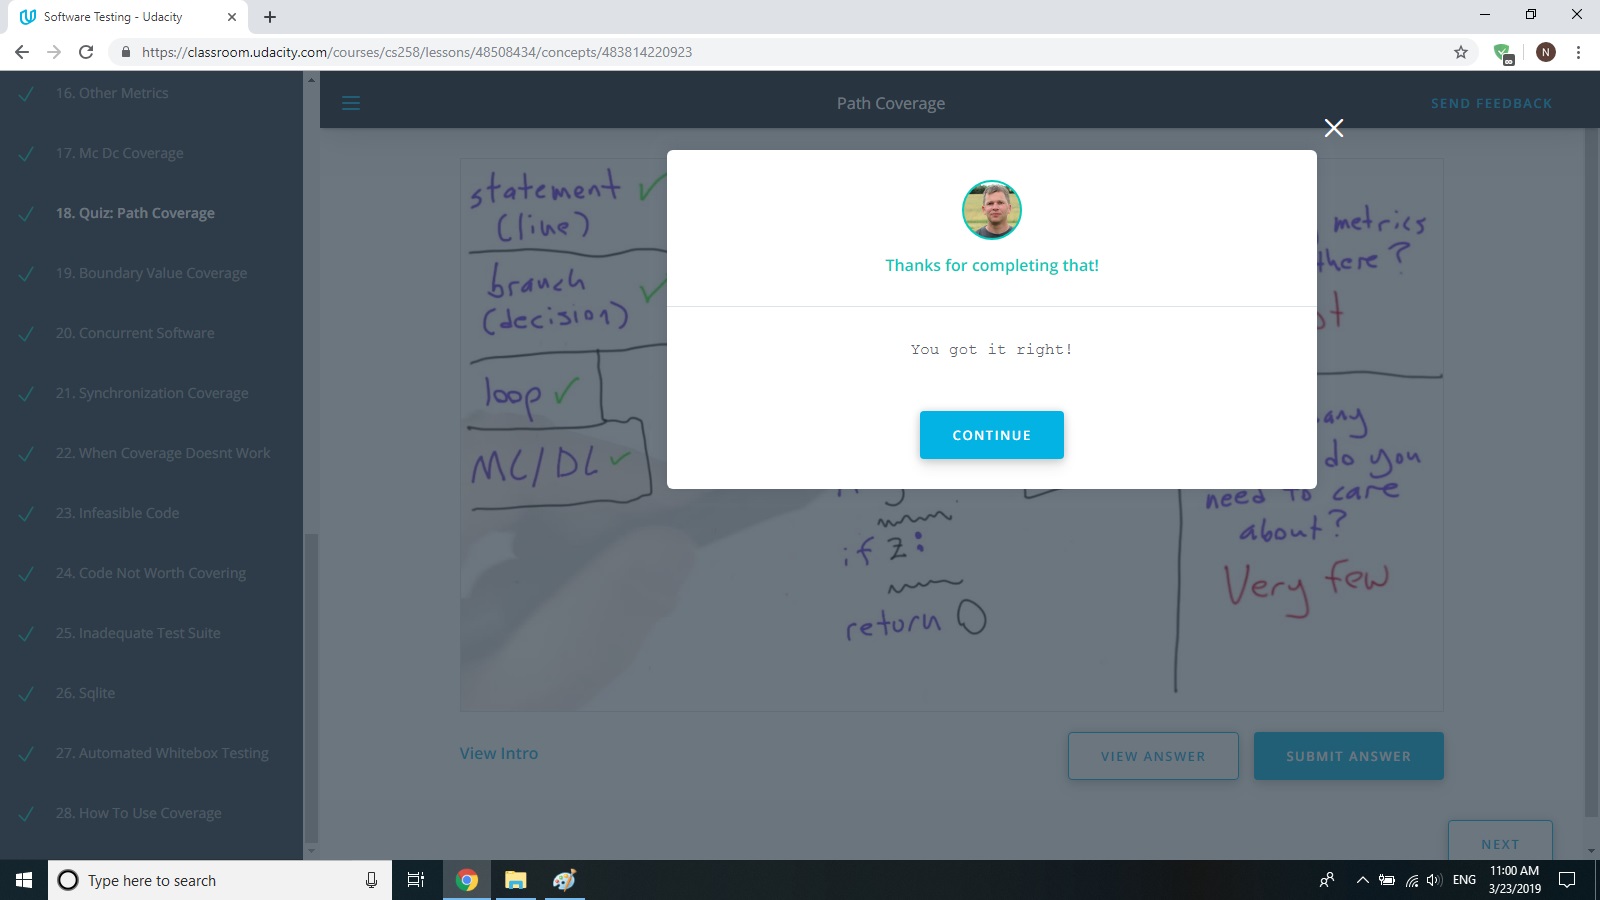 Software Testing - Udacity
https://classroom.udacity.com/courses/cs258/lessons/48508434/concepts/483814220923
N
16. Other Metrics
17. Mc Dc Coverage
18. Quiz: Path Coverage
19. Boundary Value Coverage
20. Concurrent Software
21. Synchronization Coverage
22. When Coverage Doesnt Work
23. Infeasible Code
24. Code Not Worth Covering
25. Inadequate Test Suite
26. Sqlite
27. Automated Whitebox Testing
28. How To Use Coverage
Path Coverage
SEND FEEDBACK
statement
(line)
branch
(decision)
loop
MC/DC
Thanks for completing that!
You got it right!
CONTINUE
if z:
return 0
metrics
there?
any
do you
need to care
about?
Very few
View Intro
VIEW ANSWER
SUBMIT ANSWER
NEXT
Type here to search
ENG
11:00 AM
3/23/2019